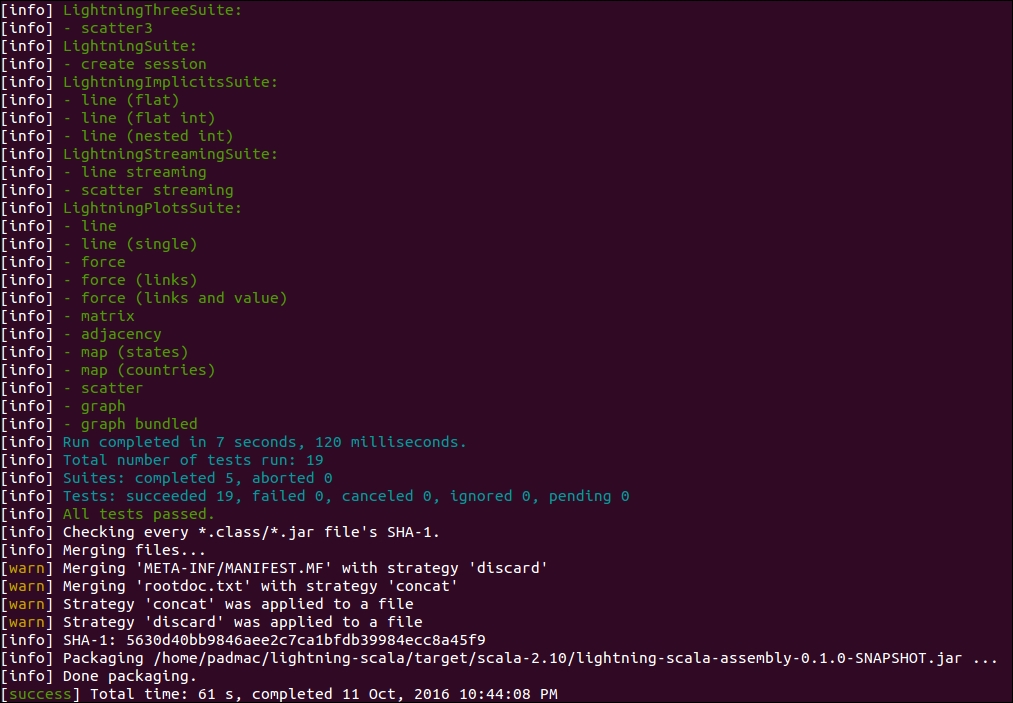 [info] LightningThreeSuite:
[info] - scatter3
[info] LightningSuite:
[info] - create session
[info] LightningImplicitsSuite:
[info] - line (flat)
[info] - line (flat int)
[info] - line (nested int)
[info] LightningStreamingSuite:
[info] - line streaming
[info] - scatter streaming
[info] LightningPlotsSuite:
[info] - line
[info] - line (single)
[info] - force
[info] - force (links)
[info] - force (links and value)
[info] - matrix
[info] - adjacency
[info] - map (states)
[info] - map (countries)
[info] - scatter
[info] - graph
[info] - graph bundled
[info] Run completed in 7 seconds, 120 milliseconds.
[info] Total number of tests run: 19
[info] Suites: completed 5, aborted 0
[info] Tests: succeeded 19, failed 0, canceled 0, ignored 0, pending 0
[info] All tests passed.
[info] Checking every *.class/*.jar file's SHA-1.
[info] Merging files...
[warn] Merging 'META-INF/MANIFEST.MF' with strategy 'discard'
[warn] Merging 'rootdoc.txt' with strategy 'concat'
[warn] Strategy 'concat' was applied to a file
[warn] Strategy 'discard' was applied to a file
[info] SHA-1: 5630d40bb9846aee2c7ca1bfdb39984ecc8a45f9
[info] Packaging /home/padmac/lightning-scala/target/scala-2.10/lightning-scala-assembly-0.1.0-SNAPSHOT.jar ...
[info] Done packaging.
[success] Total time: 61 s, completed 11 Oct, 2016 10:44:08 PM